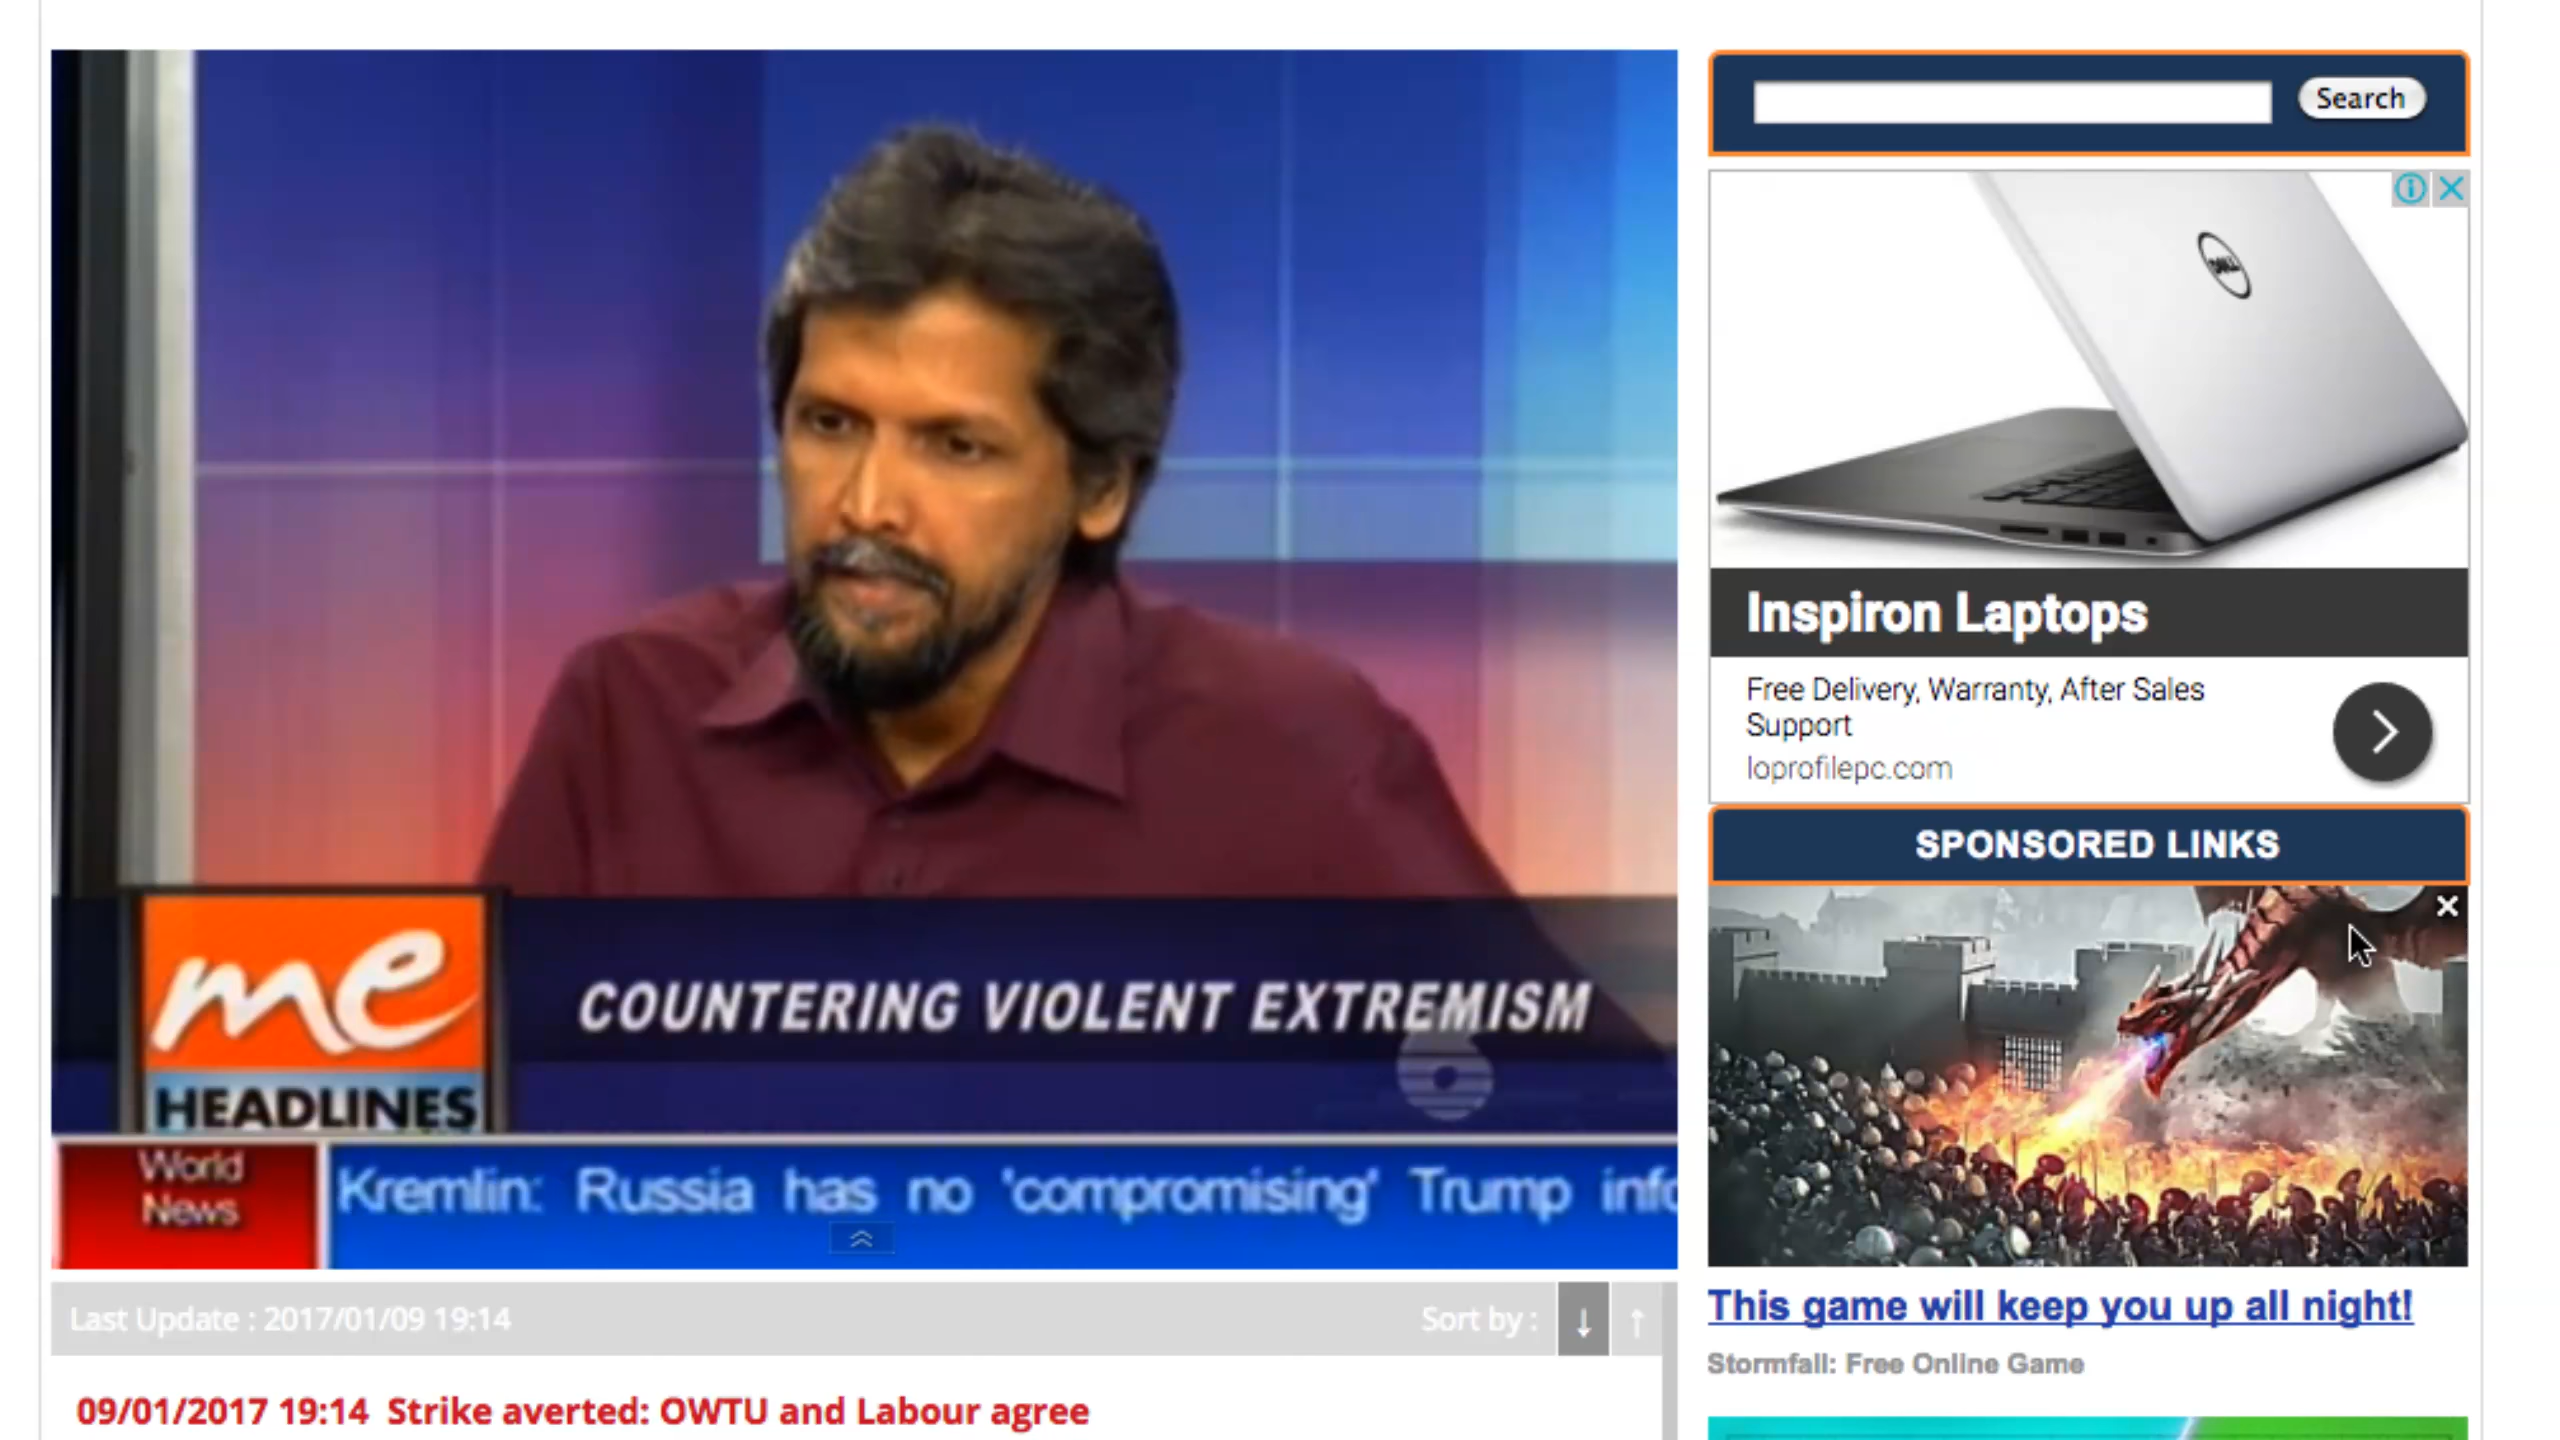 COUNTERING VIOLENT EXTREMISM
me
HEADLINES
6
World
News
Kremlin: Russia has no 'compromising' Trump info
Last Update : 2017/01/09 19:14
Sort by : ↓ ↑
09/01/2017 19:14 Strike averted: OWTU and Labour agree
Search
DELL
Inspiron Laptops
Free Delivery, Warranty, After Sales
Support
loprofilepc.com
SPONSORED LINKS
This game will keep you up all night!
Stormfall: Free Online Game